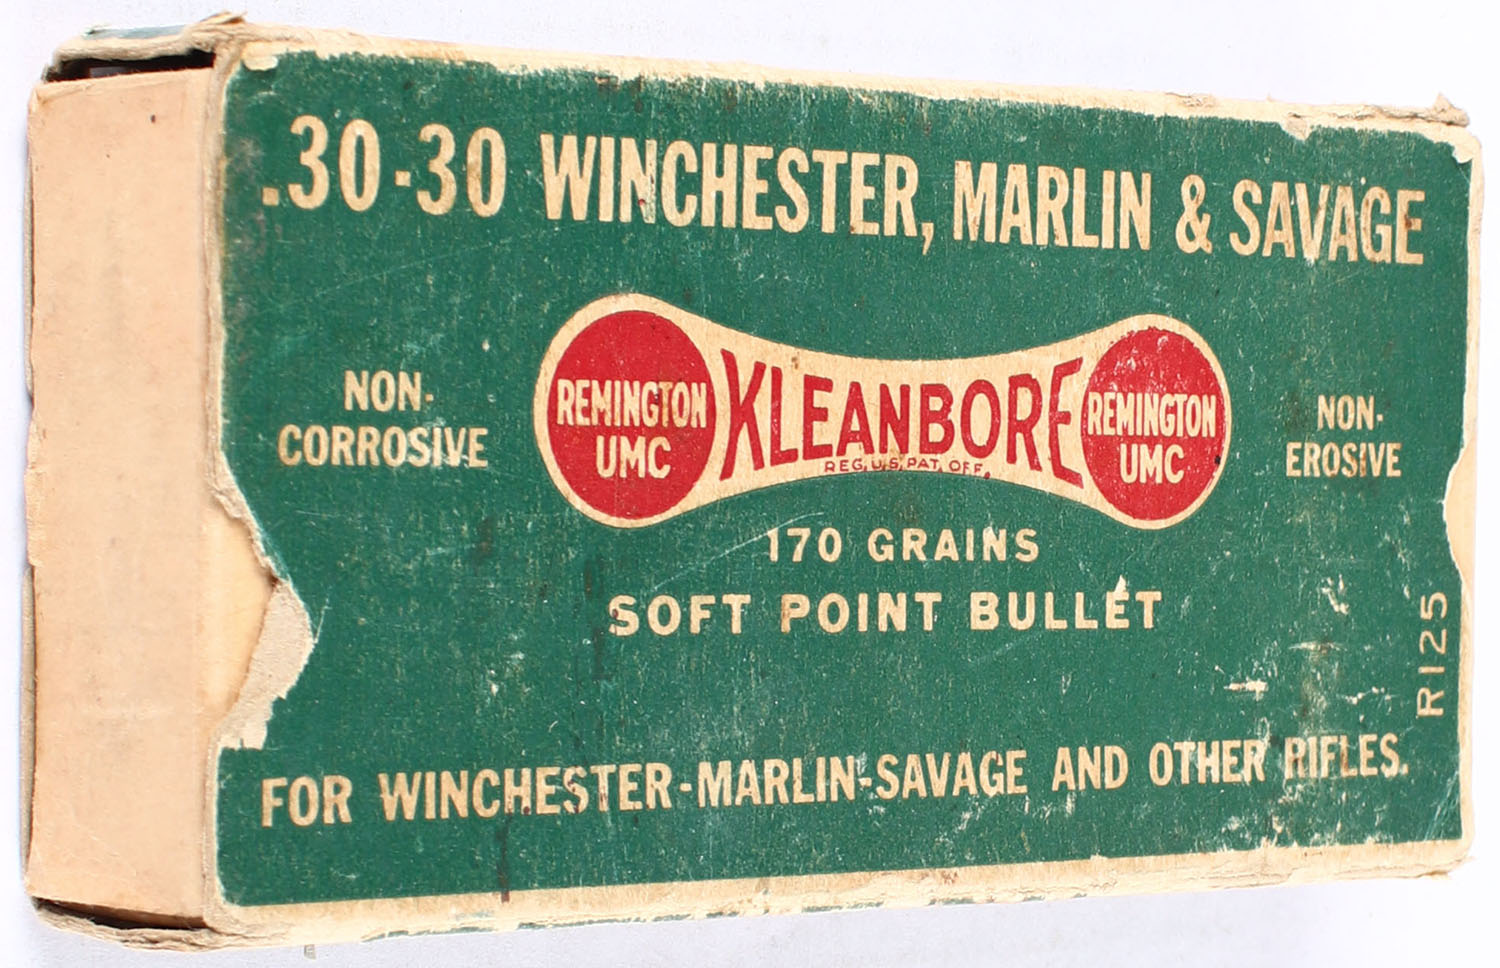 .30-30 WINCHESTER, MARLIN & SAVAGE
NON-
CORROSIVE
REMINGTON
UMC
KLEANBORE
REG. U.S. PAT. OFF.
REMINGTON
UMC
NON-
EROSIVE
170 GRAINS
SOFT POINT BULLET
R125
FOR WINCHESTER-MARLIN-SAVAGE AND OTHER RIFLES.